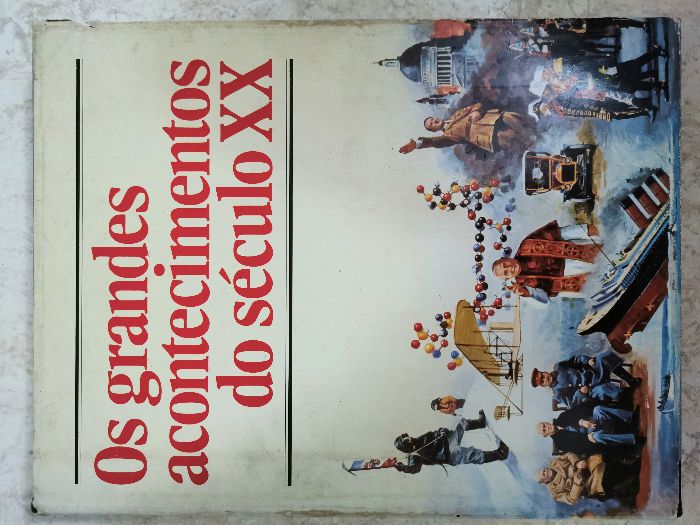 Os grandes
acontecimentos
do século XX